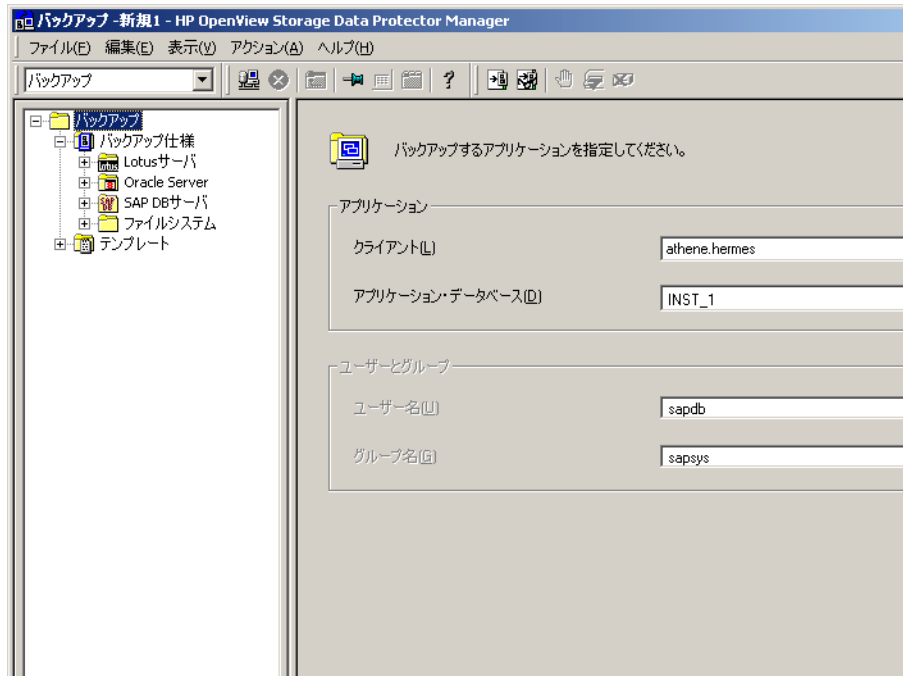 バックアップ -新規1 - HP OpenView Storage Data Protector Manager
ファイル(F) 編集(E) 表示(V) アクション(A) ヘルプ(H)
バックアップ
バックアップ
バックアップ仕様
Lotusサーバ
Oracle Server
SAP DBサーバ
ファイルシステム
テンプレート
バックアップするアプリケーションを指定してください。
アプリケーション
クライアント(L)
athene.hermes
アプリケーション・データベース(D)
INST_1
ユーザーとグループ
ユーザー名(U)
sapdb
グループ名(G)
sapsys